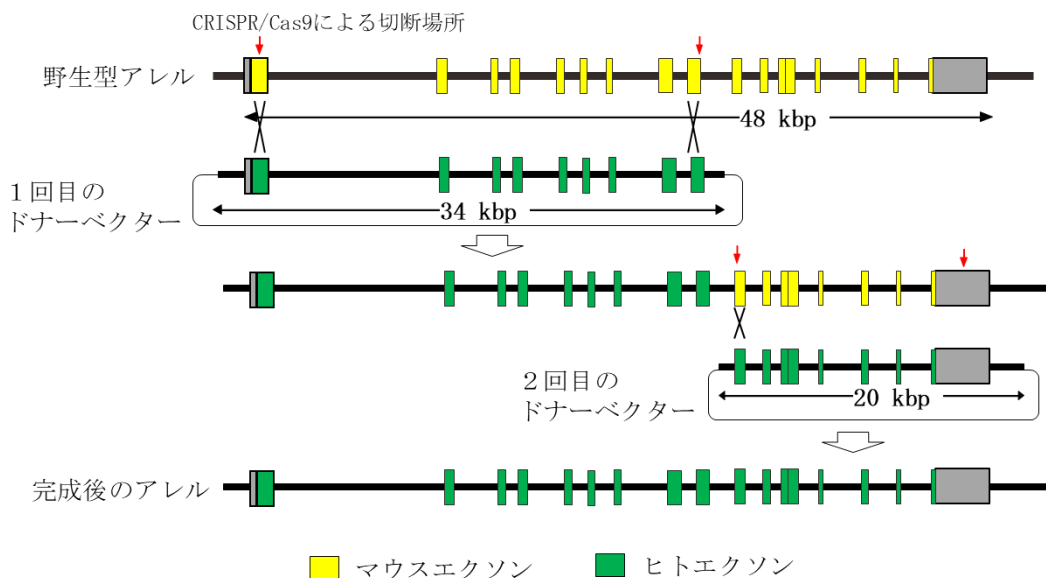 CRISPR/Cas9による切断場所
野生型アレル
48 kbp
1回目の
ドナーベクター
34 kbp
2回目の
ドナーベクター
20 kbp
完成後のアレル
マウスエクソン
ヒトエクソン